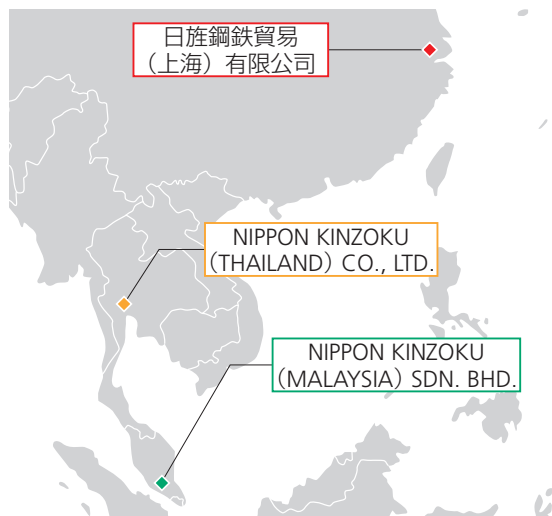 日旌鋼鉄貿易
（上海）有限公司
NIPPON KINZOKU
（THAILAND）CO., LTD.
NIPPON KINZOKU
（MALAYSIA）SDN. BHD.